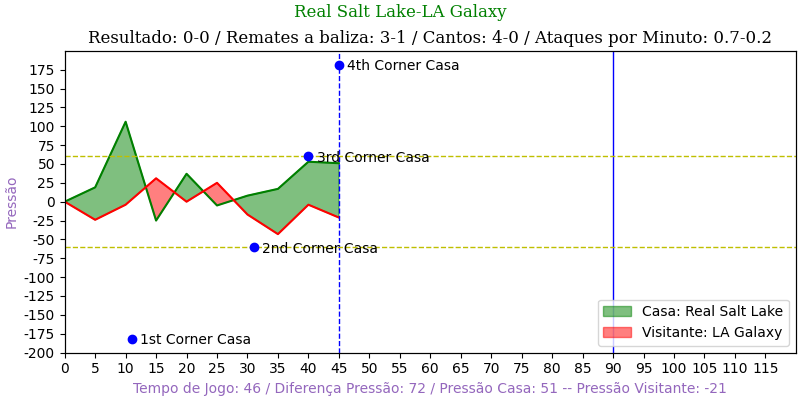 Real Salt Lake-LA Galaxy
Resultado: 0-0 / Remates a baliza: 3-1 / Cantos: 4-0 / Ataques por Minuto: 0.7-0.2
Pressão
175
150
125
100
75
50
25
0
-25
-50
-75
-100
-125
-150
-175
-200
4th Corner Casa
3rd Corner Casa
2nd Corner Casa
1st Corner Casa
Casa: Real Salt Lake
Visitante: LA Galaxy
0 5 10 15 20 25 30 35 40 45 50 55 60 65 70 75 80 85 90 95 100 105 110 115
Tempo de Jogo: 46 / Diferença Pressão: 72 / Pressão Casa: 51 -- Pressão Visitante: -21